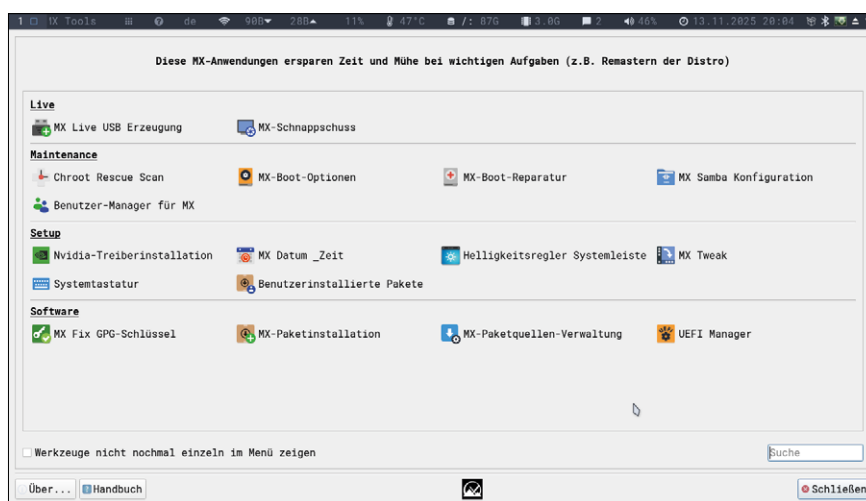 1 MX Tools de 90B▾ 28B▴ 11% 47°C /: 87G 3.0G 2 46% 13.11.2025 20:04
Diese MX-Anwendungen ersparen Zeit und Mühe bei wichtigen Aufgaben (z.B. Remastern der Distro)
Live
MX Live USB Erzeugung MX-Schnappschuss
Maintenance
Chroot Rescue Scan MX-Boot-Optionen MX-Boot-Reparatur MX Samba Konfiguration
Benutzer-Manager für MX
Setup
Nvidia-Treiberinstallation MX Datum _Zeit Helligkeitsregler Systemleiste MX Tweak
Systemtastatur Benutzerinstallierte Pakete
Software
MX Fix GPG-Schlüssel MX-Paketinstallation MX-Paketquellen-Verwaltung UEFI Manager
Werkzeuge nicht nochmal einzeln im Menü zeigen Suche
Über... Handbuch Schließen